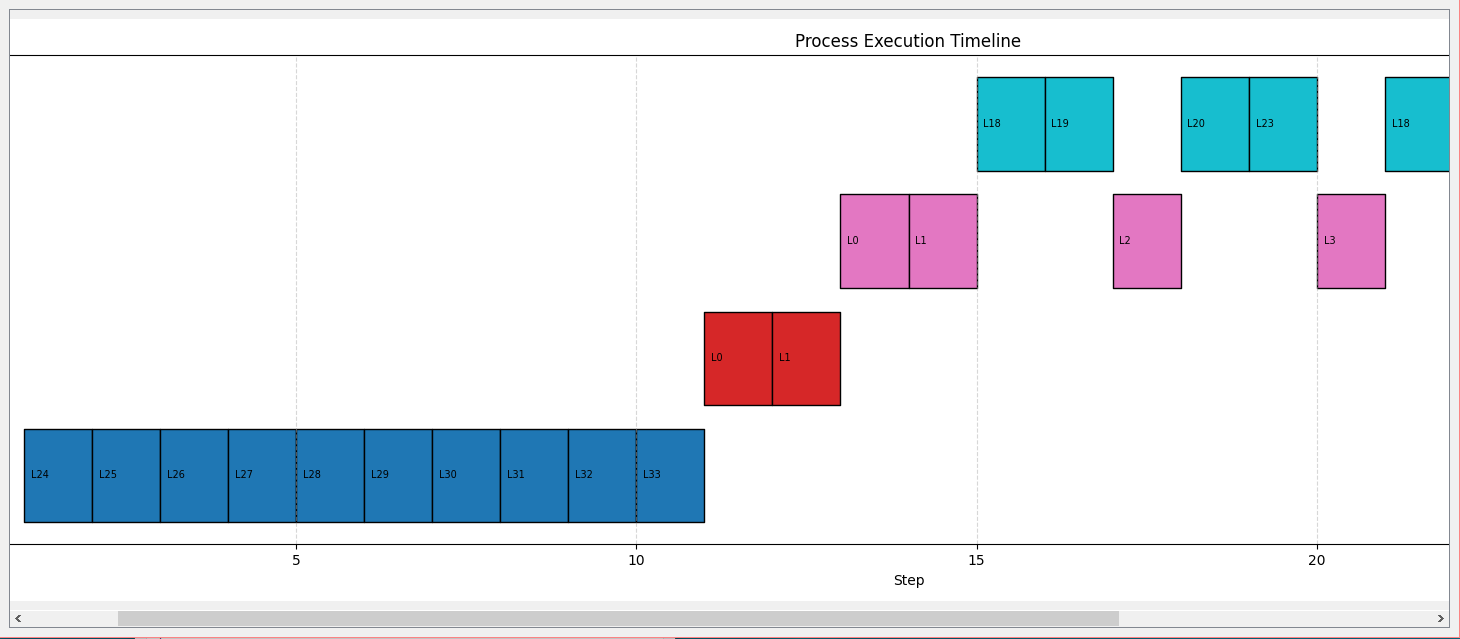 Process Execution Timeline
L18 L19 L20 L23 L18
L0 L1 L2 L3
L0 L1
L24 L25 L26 L27 L28 L29 L30 L31 L32 L33
5 10 15 20
Step